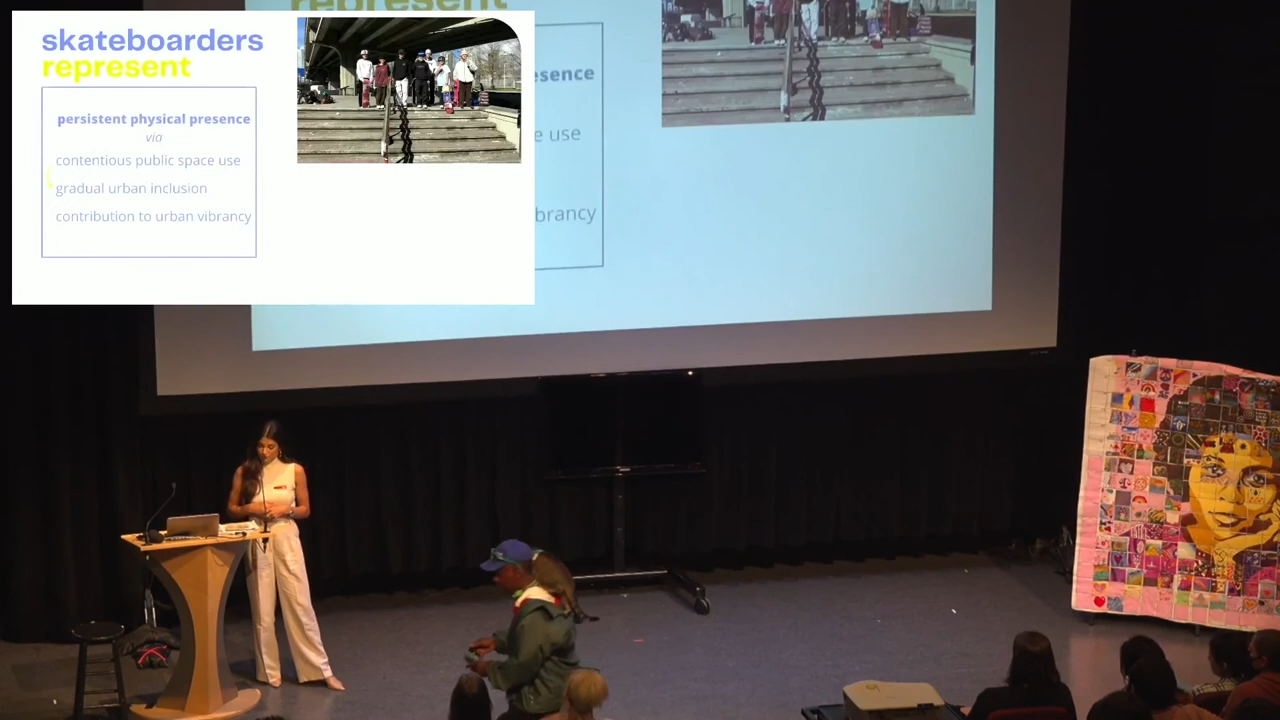 skateboarders
represent
persistent physical presence
via
contentious public space use
gradual urban inclusion
contribution to urban vibrancy
represent
esence
e use
brancy